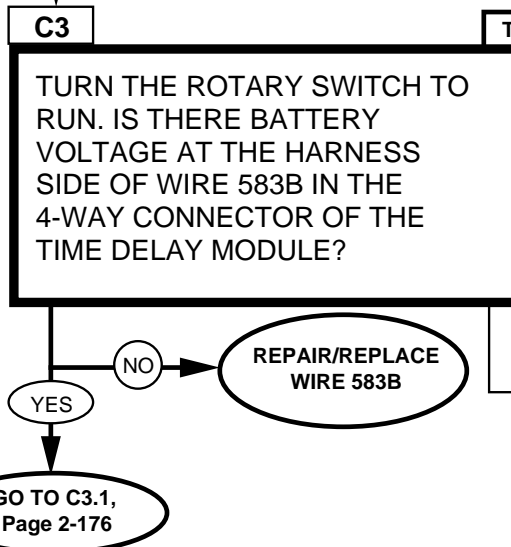 C3
T
TURN THE ROTARY SWITCH TO
RUN. IS THERE BATTERY
VOLTAGE AT THE HARNESS
SIDE OF WIRE 583B IN THE
4-WAY CONNECTOR OF THE
TIME DELAY MODULE?
NO
REPAIR/REPLACE
WIRE 583B
YES
GO TO C3.1,
Page 2-176